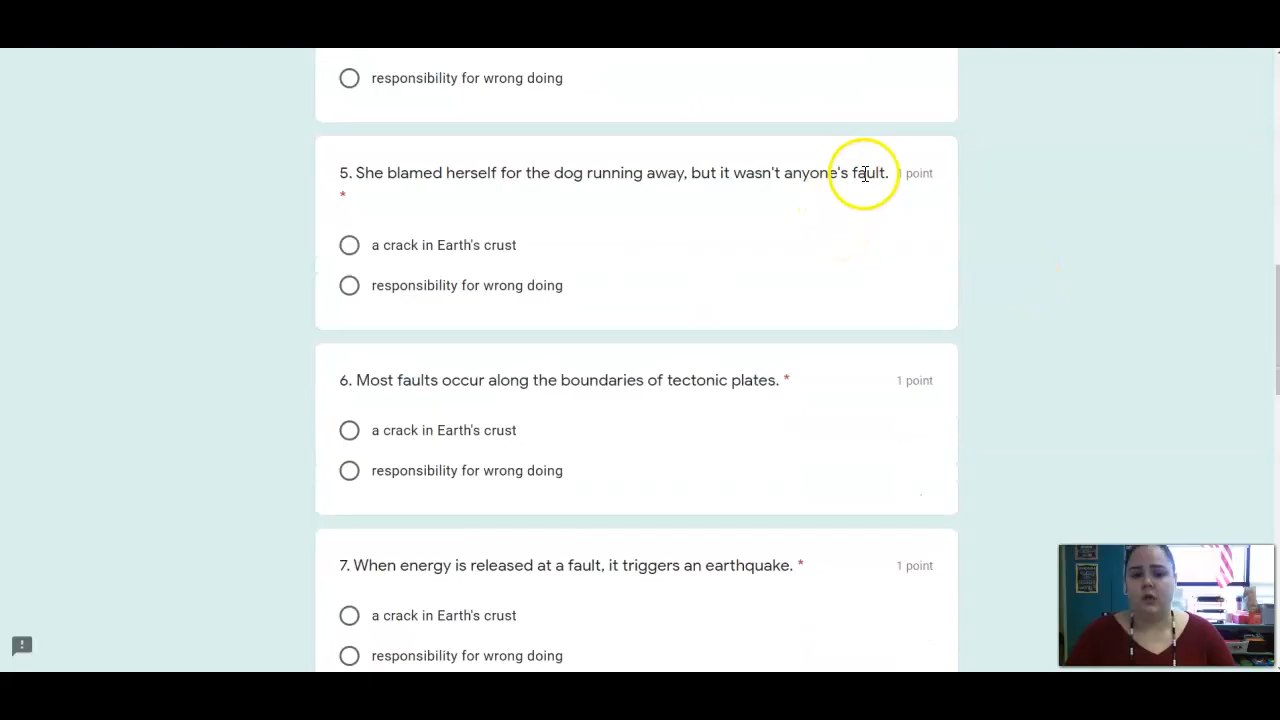 responsibility for wrong doing
5. She blamed herself for the dog running away, but it wasn't anyone's fault. 1 point
*
a crack in Earth's crust
responsibility for wrong doing
6. Most faults occur along the boundaries of tectonic plates. * 1 point
a crack in Earth's crust
responsibility for wrong doing
7. When energy is released at a fault, it triggers an earthquake. * 1 point
a crack in Earth's crust
responsibility for wrong doing